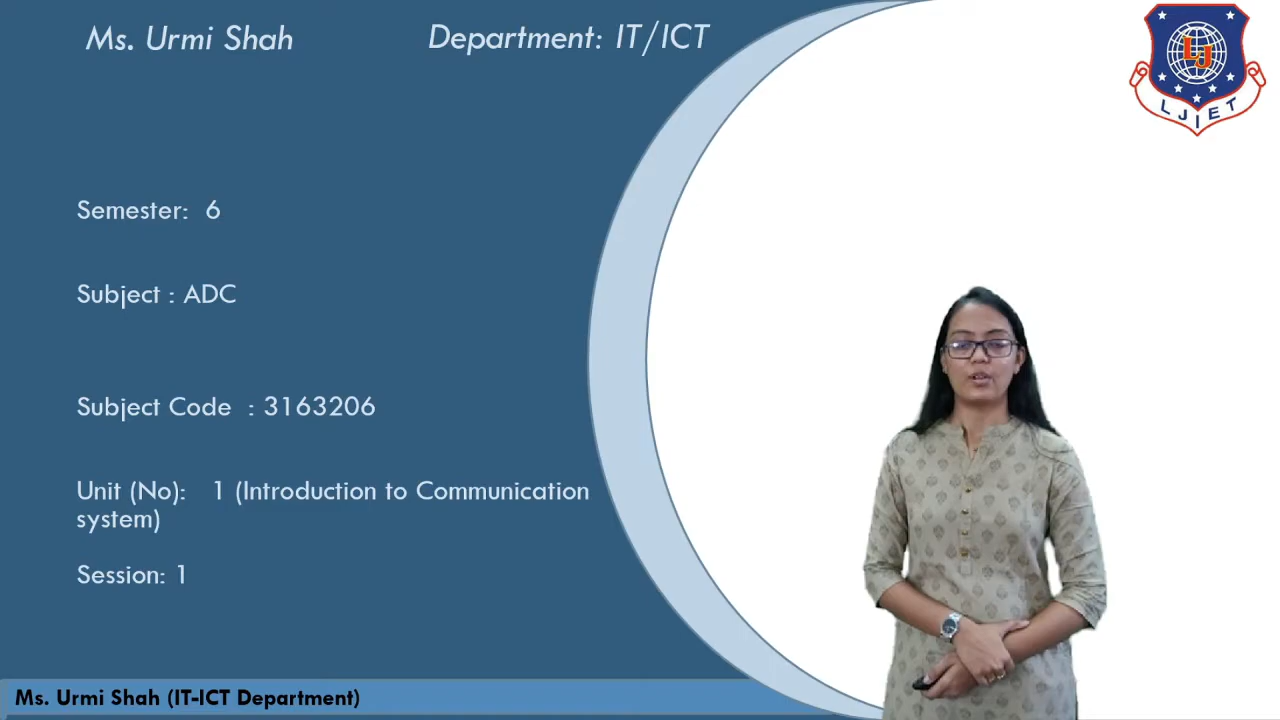 Ms. Urmi Shah
Department: IT/ICT
LJ
LJIET
Semester: 6
Subject : ADC
Subject Code : 3163206
Unit (No): 1 (Introduction to Communication
system)
Session: 1
Ms. Urmi Shah (IT-ICT Department)